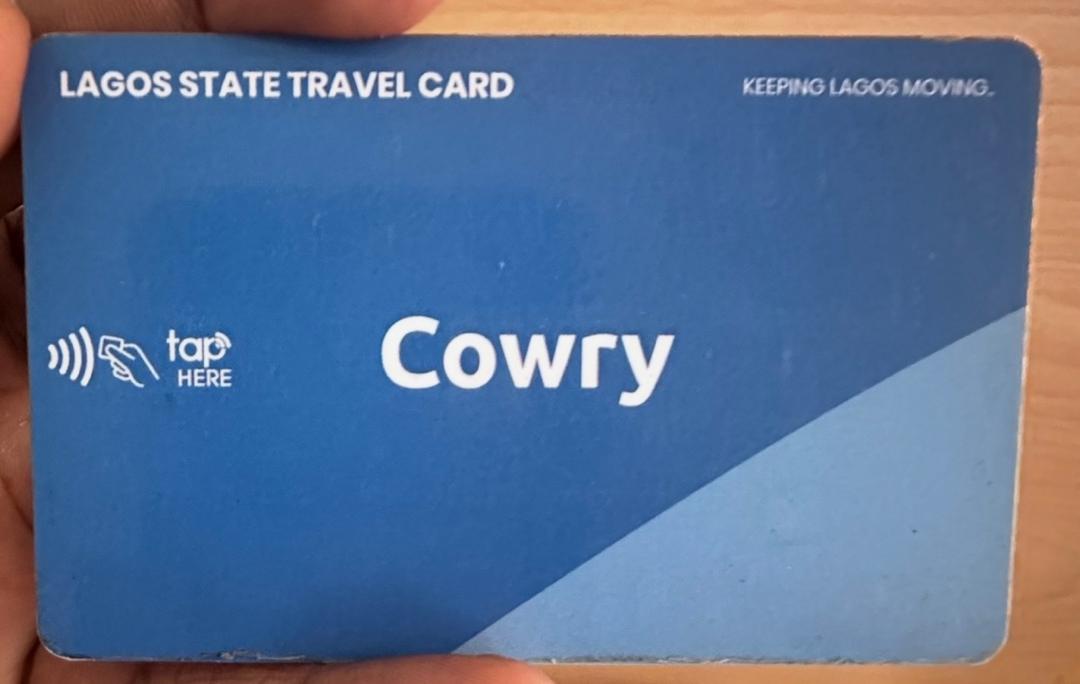 LAGOS STATE TRAVEL CARD
KEEPING LAGOS MOVING.
tap
HERE
Cowry